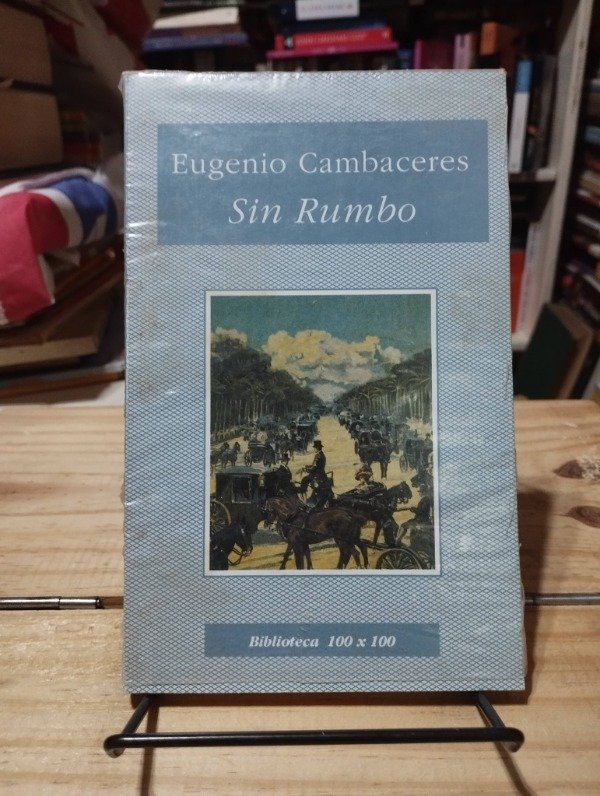 Eugenio Cambaceres
Sin Rumbo
Biblioteca 100 x 100